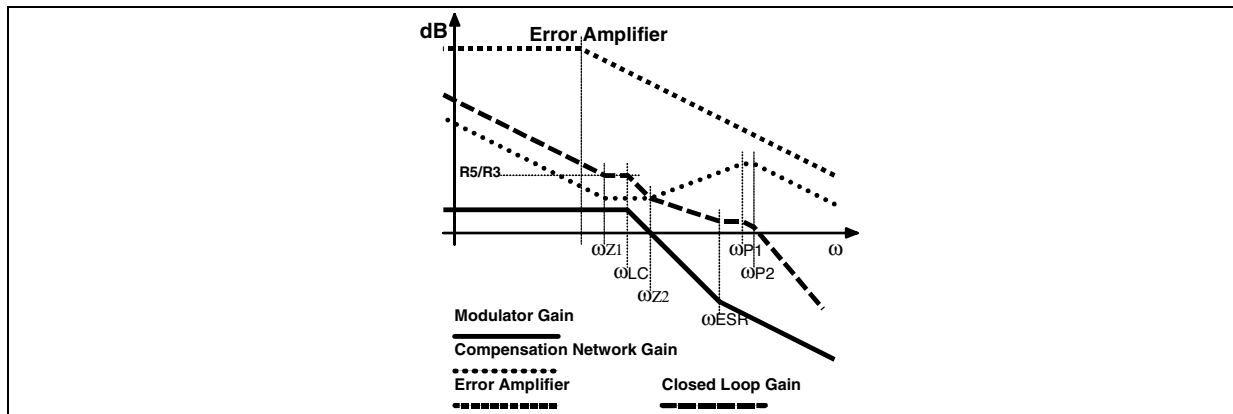 dB
Error Amplifier
R5/R3
ωZ1
ωP1
ω
ωLC
ωP2
ωZ2
ωESR
Modulator Gain
Compensation Network Gain
Error Amplifier
Closed Loop Gain